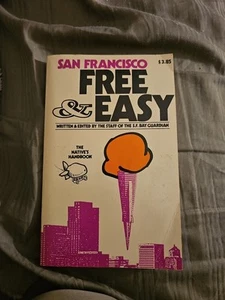 SAN FRANCISCO
$3.85
FREE
& EASY
WRITTEN & EDITED BY THE STAFF OF THE S.F. BAY GUARDIAN
THE
NATIVE'S
HANDBOOK